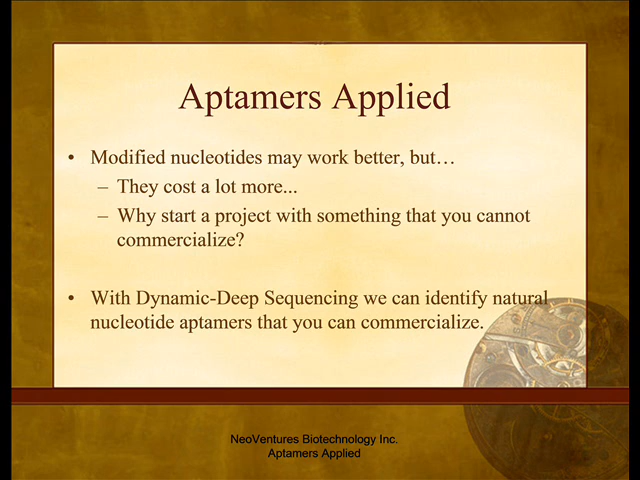 Aptamers Applied
• Modified nucleotides may work better, but…
– They cost a lot more...
– Why start a project with something that you cannot
commercialize?
• With Dynamic-Deep Sequencing we can identify natural
nucleotide aptamers that you can commercialize.
NeoVentures Biotechnology Inc.
Aptamers Applied